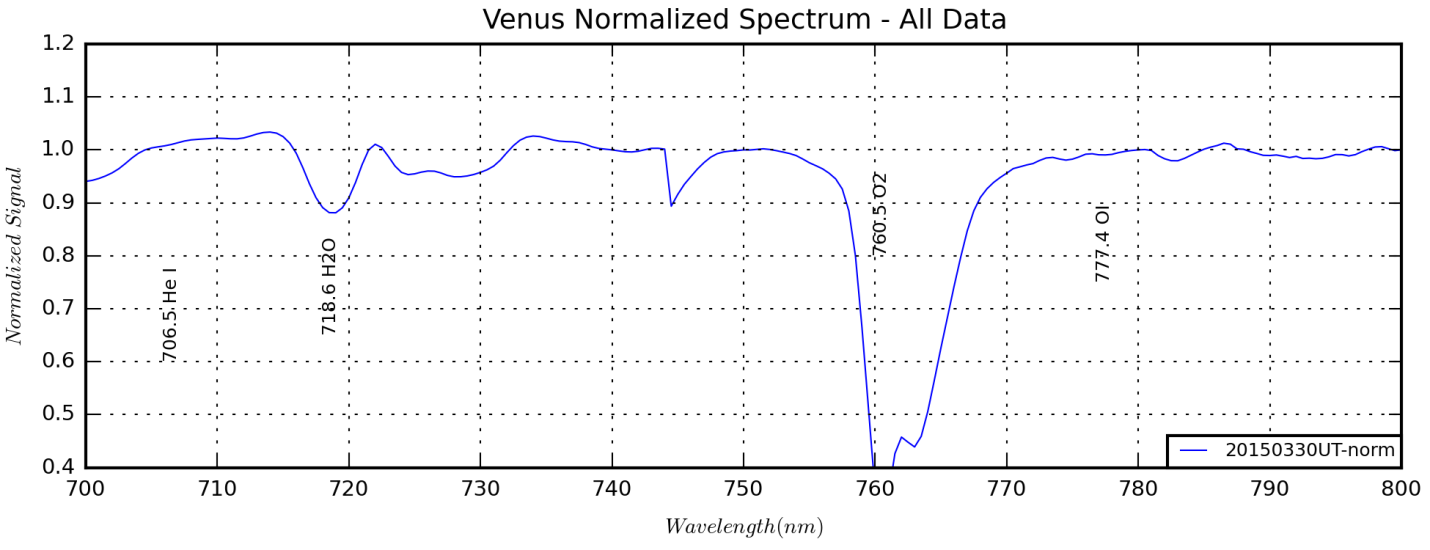 Venus Normalized Spectrum - All Data
1.2
1.1
1.0
0.9
0.8
0.7
0.6
0.5
0.4
Normalized Signal
706.5 He I
718.6 H2O
760.5 O2
777.4 OI
20150330UT-norm
700 710 720 730 740 750 760 770 780 790 800
Wavelength(nm)